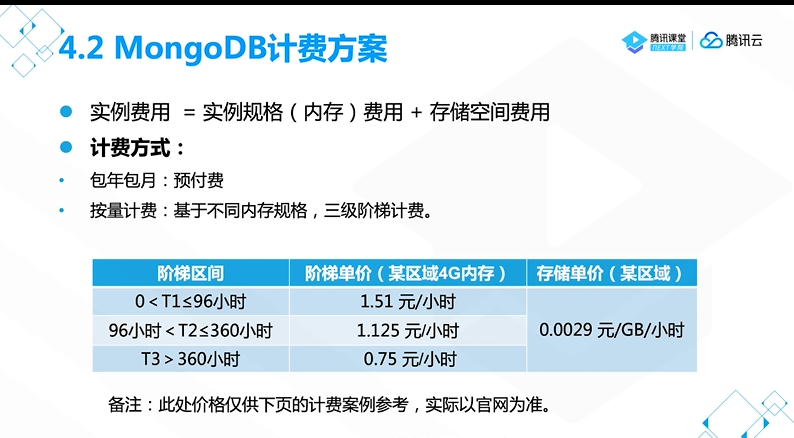 4.2 MongoDB计费方案
腾讯课堂
NEXT学院
腾讯云
实例费用 = 实例规格（内存）费用 + 存储空间费用
计费方式：
包年包月：预付费
按量计费：基于不同内存规格，三级阶梯计费。
阶梯区间 阶梯单价（某区域4G内存） 存储单价（某区域）
0＜T1≤96小时 1.51 元/小时
96小时＜T2≤360小时 1.125 元/小时 0.0029 元/GB/小时
T3＞360小时 0.75 元/小时
备注：此处价格仅供下页的计费案例参考，实际以官网为准。